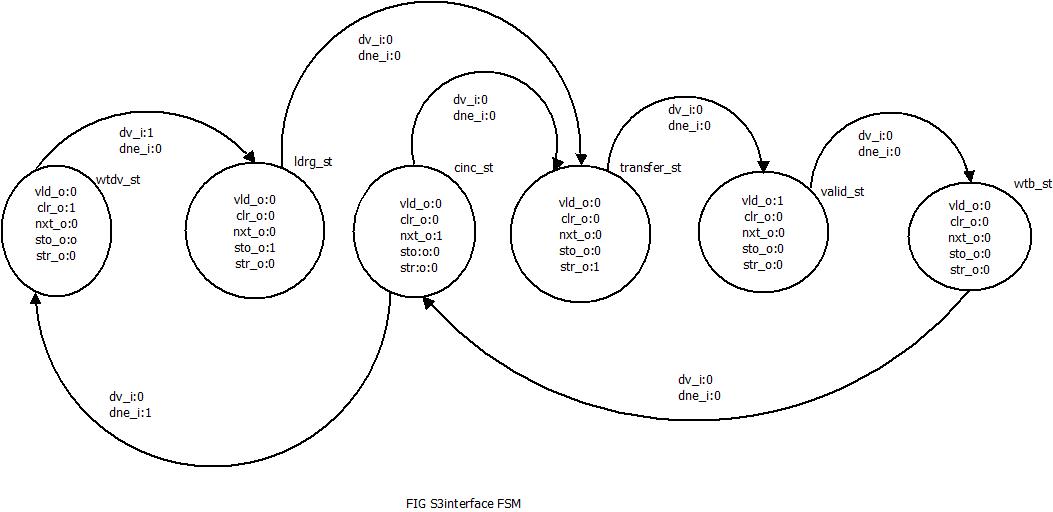 dv_i:0
dne_i:0
dv_i:0
dne_i:0
dv_i:0
dne_i:0
dv_i:0
dne_i:0
dv_i:1
dne_i:0
wtdv_st
ldrg_st
cinc_st
transfer_st
valid_st
wtb_st
vld_o:0
clr_o:1
nxt_o:0
sto_o:o
str_o:0
vld_o:0
clr_o:0
nxt_o:0
sto_o:1
str_o:0
vld_o:0
clr_o:0
nxt_o:1
sto:o:0
str:o:0
vld_o:0
clr_o:0
nxt_o:0
sto_o:0
str_o:1
vld_o:1
clr_o:0
nxt_o:0
sto_o:0
str_o:0
vld_o:0
clr_o:0
nxt_o:0
sto_o:0
str_o:0
dv_i:0
dne_i:1
dv_i:0
dne_i:0
FIG S3interface FSM